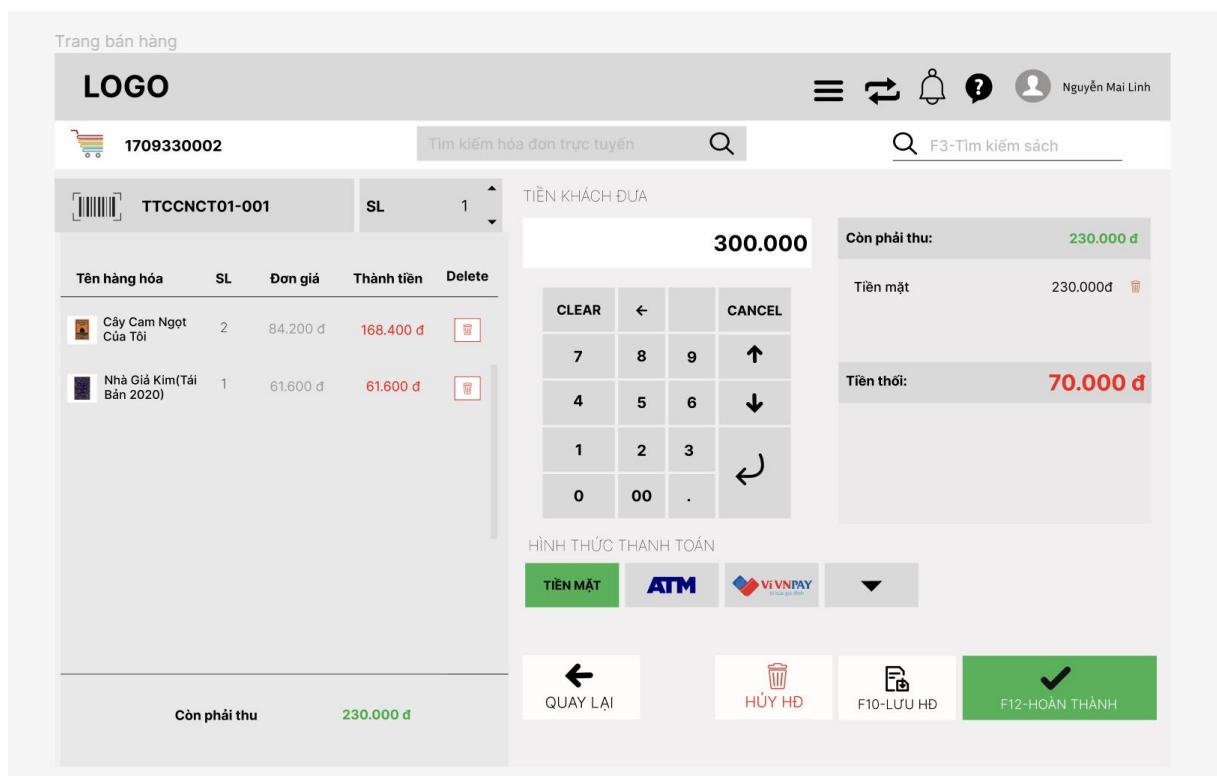 Trang bán hàng
LOGO
Nguyễn Mai Linh
1709330002
Tìm kiếm hóa đơn trực tuyến
F3-Tìm kiếm sách
TTCCNCT01-001
SL
1
Tên hàng hóa SL Đơn giá Thành tiền Delete
Cây Cam Ngọt
Của Tôi
2 84.200 đ 168.400 đ
Nhà Giả Kim(Tái
Bản 2020)
1 61.600 đ 61.600 đ
Còn phải thu 230.000 đ
TIỀN KHÁCH ĐƯA
300.000
CLEAR ← CANCEL
7 8 9 ↑
4 5 6 ↓
1 2 3
0 00 .
Còn phải thu: 230.000 đ
Tiền mặt 230.000đ
Tiền thối: 70.000 đ
HÌNH THỨC THANH TOÁN
TIỀN MẶT
ATM
VÍ VNPAY
QUAY LẠI
HỦY HĐ
F10-LƯU HĐ
F12-HOÀN THÀNH